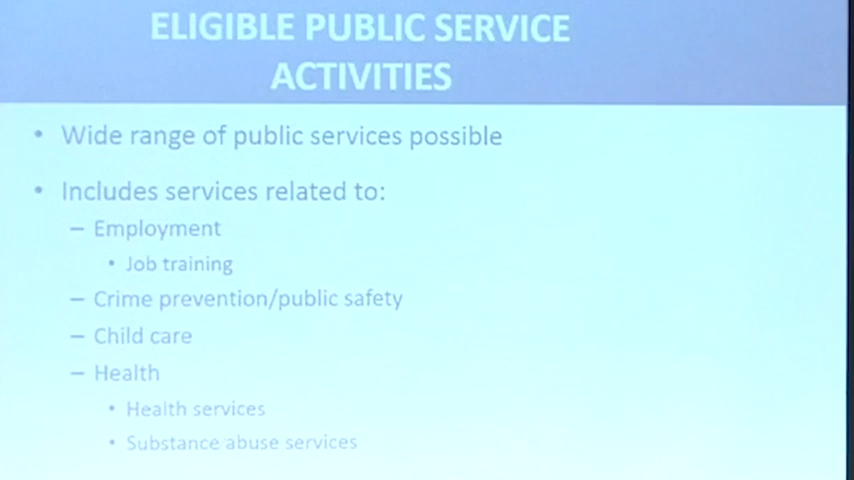 ELIGIBLE PUBLIC SERVICE
ACTIVITIES
• Wide range of public services possible
• Includes services related to:
– Employment
• Job training
– Crime prevention/public safety
– Child care
– Health
• Health services
• Substance abuse services